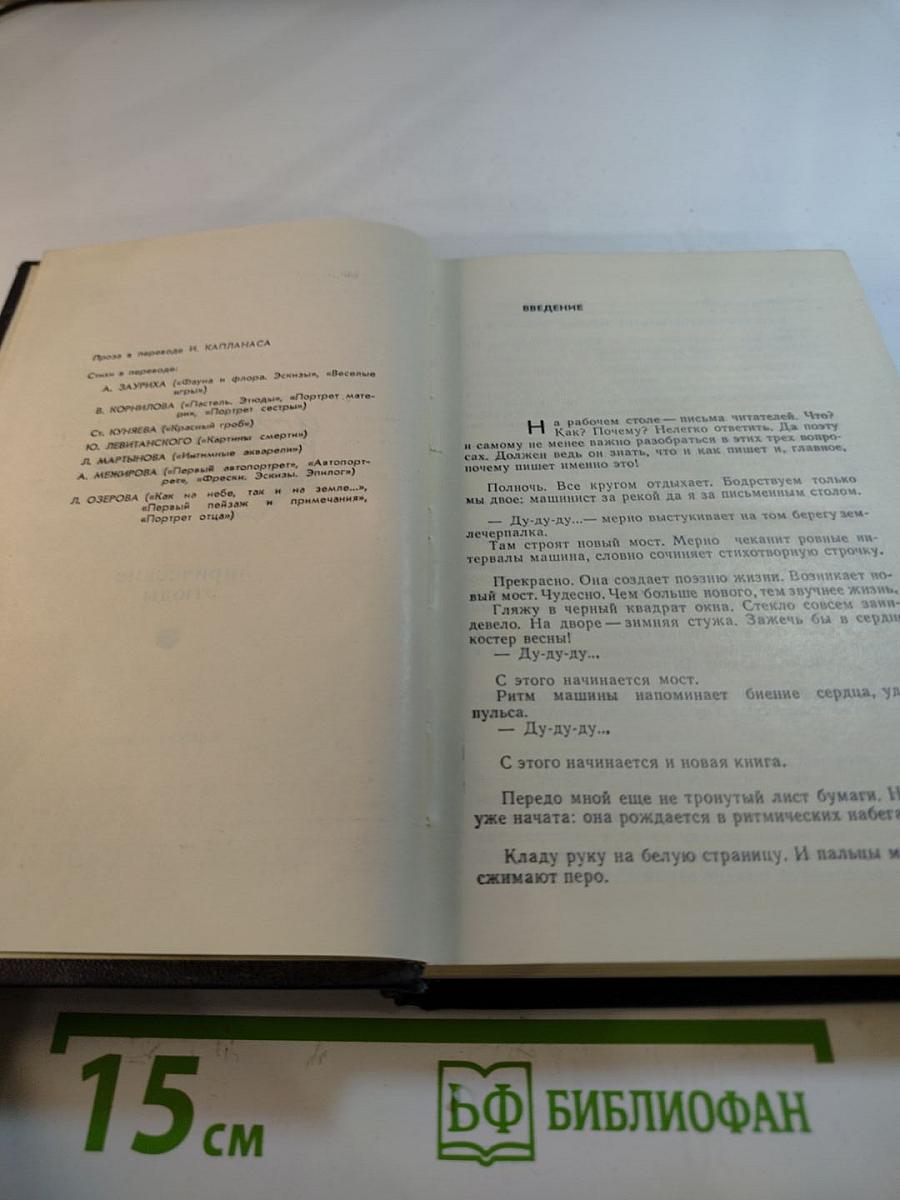 Проза в переводе И. КАПЛАНАСА
Стихи в переводе:
А. ЗАУРИХА («Фауна и флора. Эскизы», «Веселые
игры»)
В. КОРНИЛОВА («Пастель. Этюды», «Портрет мате-
ри», «Портрет сестры»)
Ст. КУНЯЕВА («Красный гроб»)
Ю. ЛЕВИТАНСКОГО («Картины смерти»)
Л. МАРТЫНОВА («Интимные акварели»)
А. МЕЖИРОВА («Первый автопортрет», «Автопорт-
рет», «Фрески. Эскизы. Эпилог»)
Л. ОЗЕРОВА («Как на небе, так и на земле...»,
«Первый пейзаж и примечания»,
«Портрет отца»)
ВВЕДЕНИЕ
На рабочем столе — письма читателей. Что?
Как? Почему? Нелегко ответить. Да поэту
и самому не менее важно разобраться в этих трех вопро-
сах. Должен ведь он знать, что и как пишет и, главное,
почему пишет именно это!
Полночь. Все кругом отдыхает. Бодрствуем только
мы двое: машинист за рекой да я за письменным столом.
— Ду-ду-ду...— мерно выстукивает на том берегу зем-
лечерпалка.
Там строят новый мост. Мерно чеканит ровные ин-
тервалы машина, словно сочиняет стихотворную строчку.
Прекрасно. Она создает поэзию жизни. Возникает но-
вый мост. Чудесно. Чем больше нового, тем звучнее жизнь.
Гляжу в черный квадрат окна. Стекло совсем заин-
девело. На дворе — зимняя стужа. Зажечь бы в сердц
костер весны!
— Ду-ду-ду...
С этого начинается мост.
Ритм машины напоминает биение сердца, уд
пульса.
— Ду-ду-ду...
С этого начинается и новая книга.
Передо мной еще не тронутый лист бумаги. Н
уже начата: она рождается в ритмических набега
Кладу руку на белую страницу. И пальцы м
сжимают перо.
15 см
БФ БИБЛИОФАН